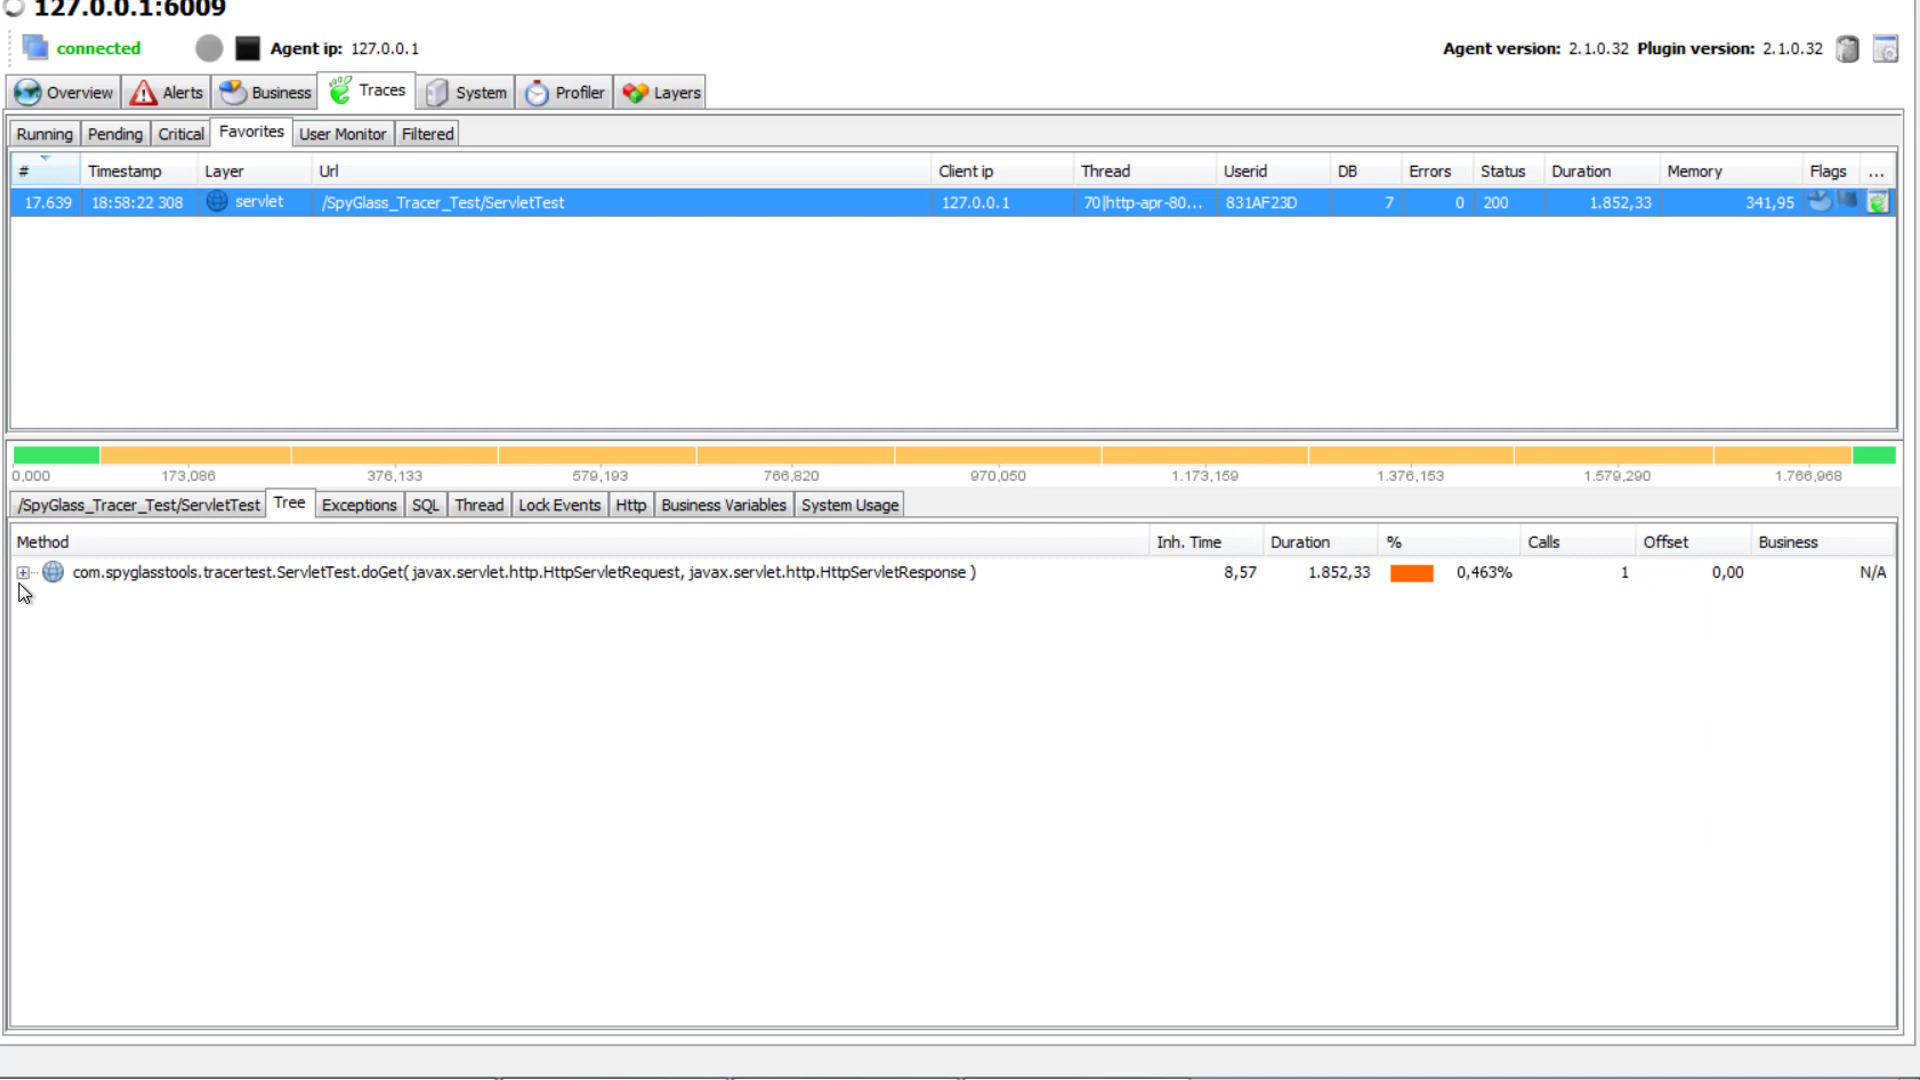 127.0.0.1:6009
connected Agent ip: 127.0.0.1 Agent version: 2.1.0.32 Plugin version: 2.1.0.32
Overview Alerts Business Traces System Profiler Layers
Running Pending Critical Favorites User Monitor Filtered
# Timestamp Layer Url Client ip Thread Userid DB Errors Status Duration Memory Flags ...
17.639 18:58:22 308 servlet /SpyGlass_Tracer_Test/ServletTest 127.0.0.1 70|http-apr-80... 831AF23D 7 0 200 1.852,33 341,95
0,000 173,086 376,133 579,193 766,820 970,050 1.173,159 1.376,153 1.579,290 1.766,968
/SpyGlass_Tracer_Test/ServletTest Tree Exceptions SQL Thread Lock Events Http Business Variables System Usage
Method Inh. Time Duration % Calls Offset Business
com.spyglasstools.tracertest.ServletTest.doGet( javax.servlet.http.HttpServletRequest, javax.servlet.http.HttpServletResponse ) 8,57 1.852,33 0,463% 1 0,00 N/A